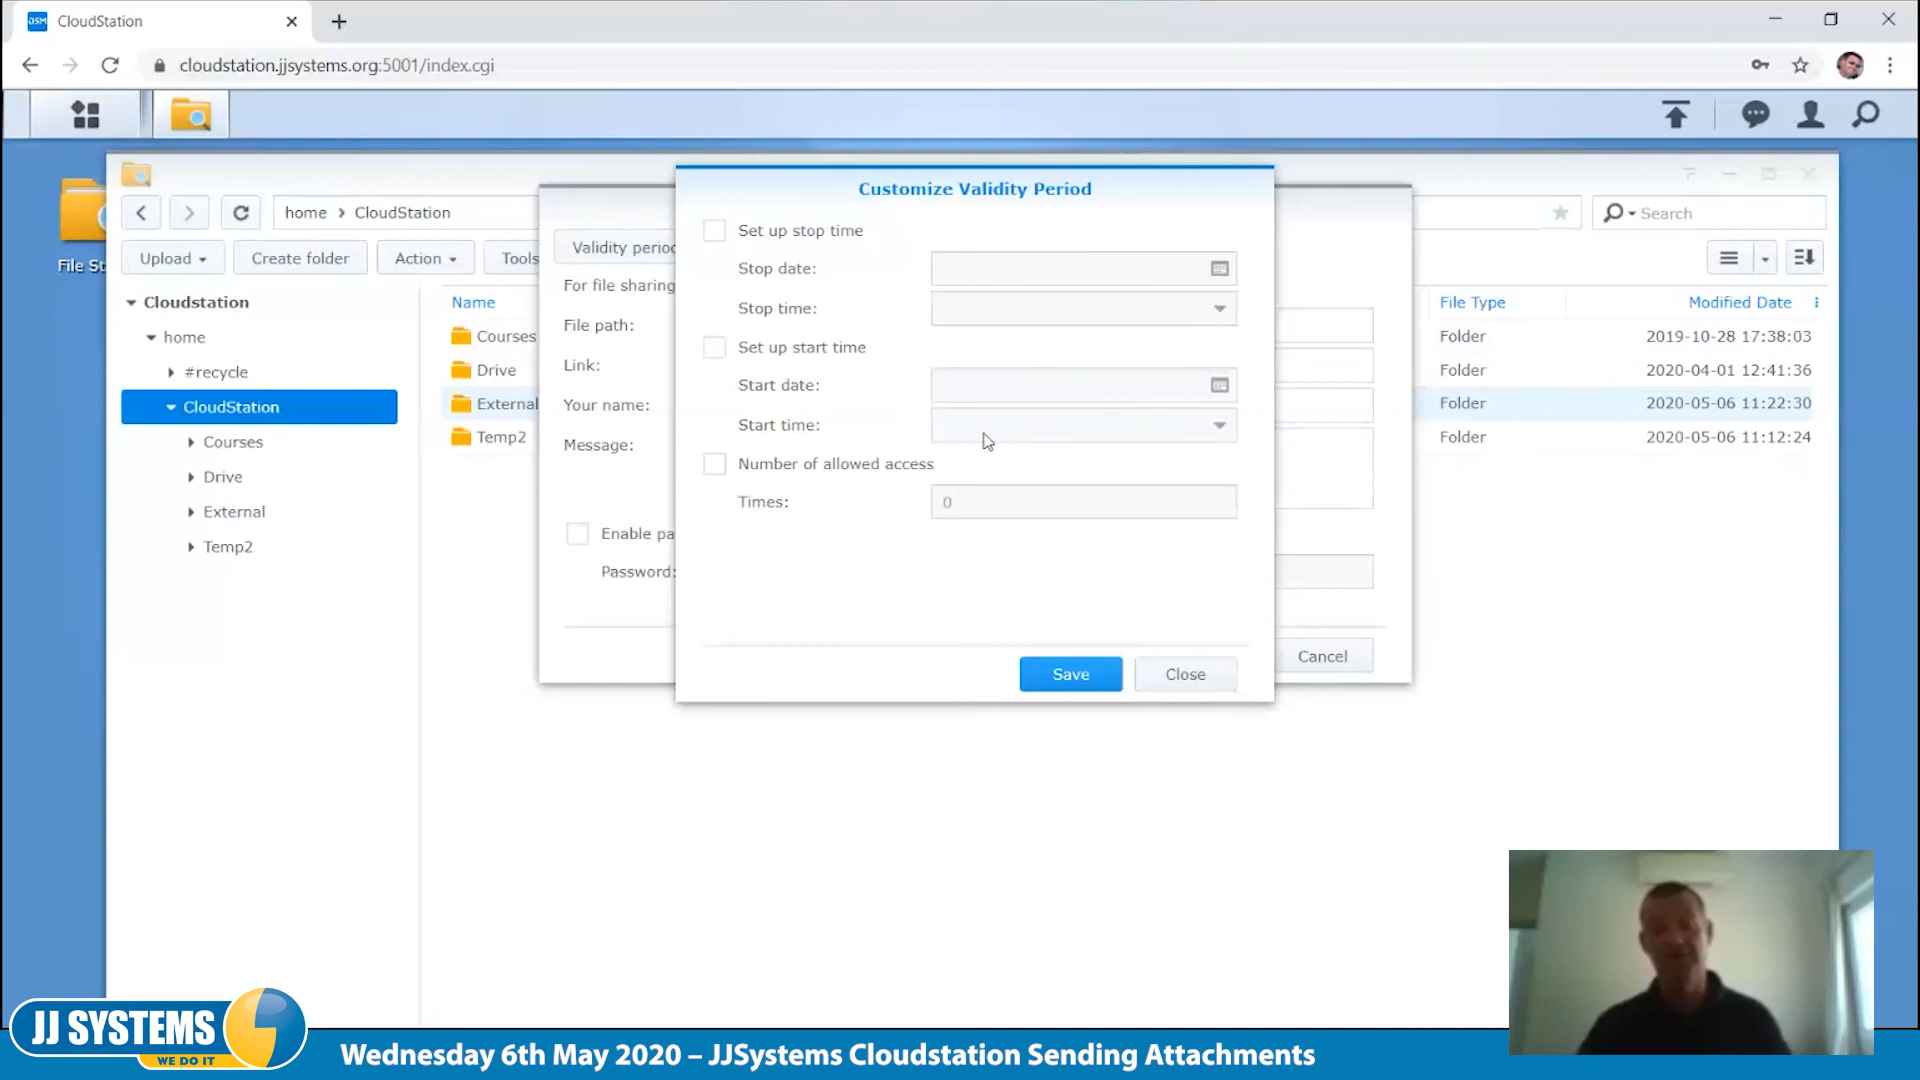 CloudStation
cloudstation.jjsystems.org:5001/index.cgi
File St
home CloudStation
Search
Upload Create folder Action Tools
Cloudstation
home
#recycle
CloudStation
Courses
Drive
External
Temp2
Name File Type Modified Date
Courses Folder 2019-10-28 17:38:03
Drive Folder 2020-04-01 12:41:36
External Folder 2020-05-06 11:22:30
Temp2 Folder 2020-05-06 11:12:24
Validity perio
For file sharing
File path:
Link:
Your name:
Message:
Enable pa
Password:
Cancel
Customize Validity Period
Set up stop time
Stop date:
Stop time:
Set up start time
Start date:
Start time:
Number of allowed access
Times: 0
Save Close
JJ SYSTEMS
WE DO IT
Wednesday 6th May 2020 – JJSystems Cloudstation Sending Attachments